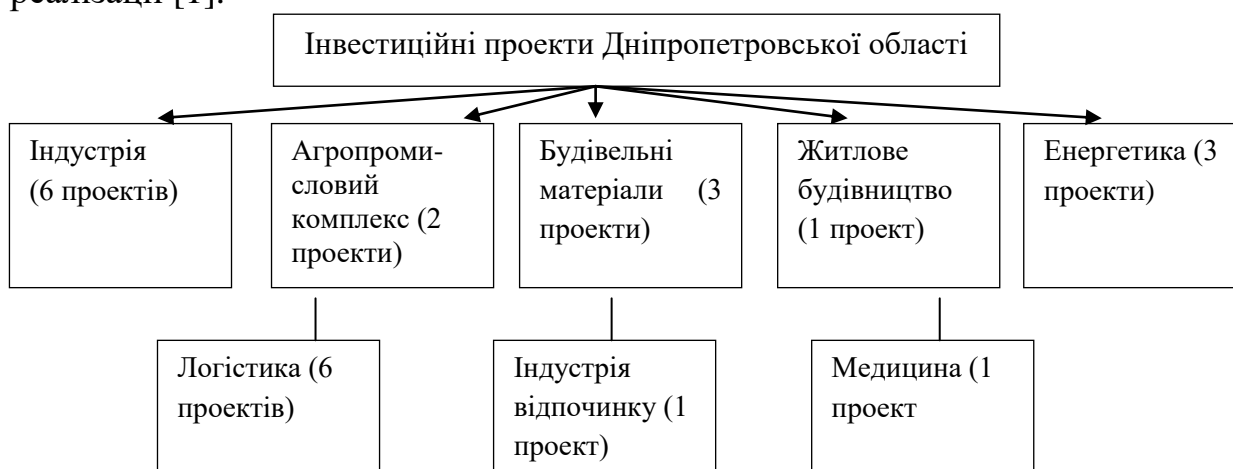 реалізації [1].
Інвестиційні проекти Дніпропетровської області
Індустрія
(6 проектів)
Агропроми-
словий
комплекс (2
проекти)
Будівельні
матеріали (3
проекти)
Житлове
будівництво
(1 проект)
Енергетика (3
проекти)
Логістика (6
проектів)
Індустрія
відпочинку (1
проект)
Медицина (1
проект